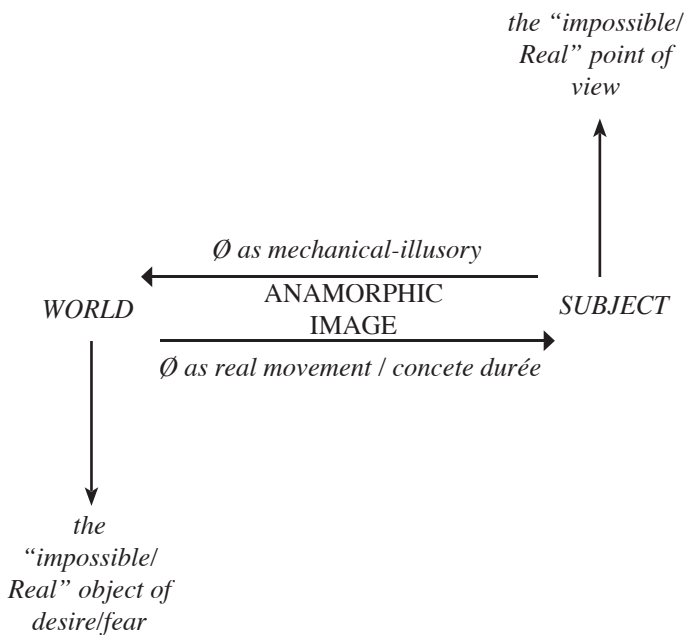 the “impossible/
Real” point of
view
Ø as mechanical-illusory
WORLD
ANAMORPHIC
IMAGE
SUBJECT
Ø as real movement / concete durée
the
“impossible/
Real” object of
desire/fear